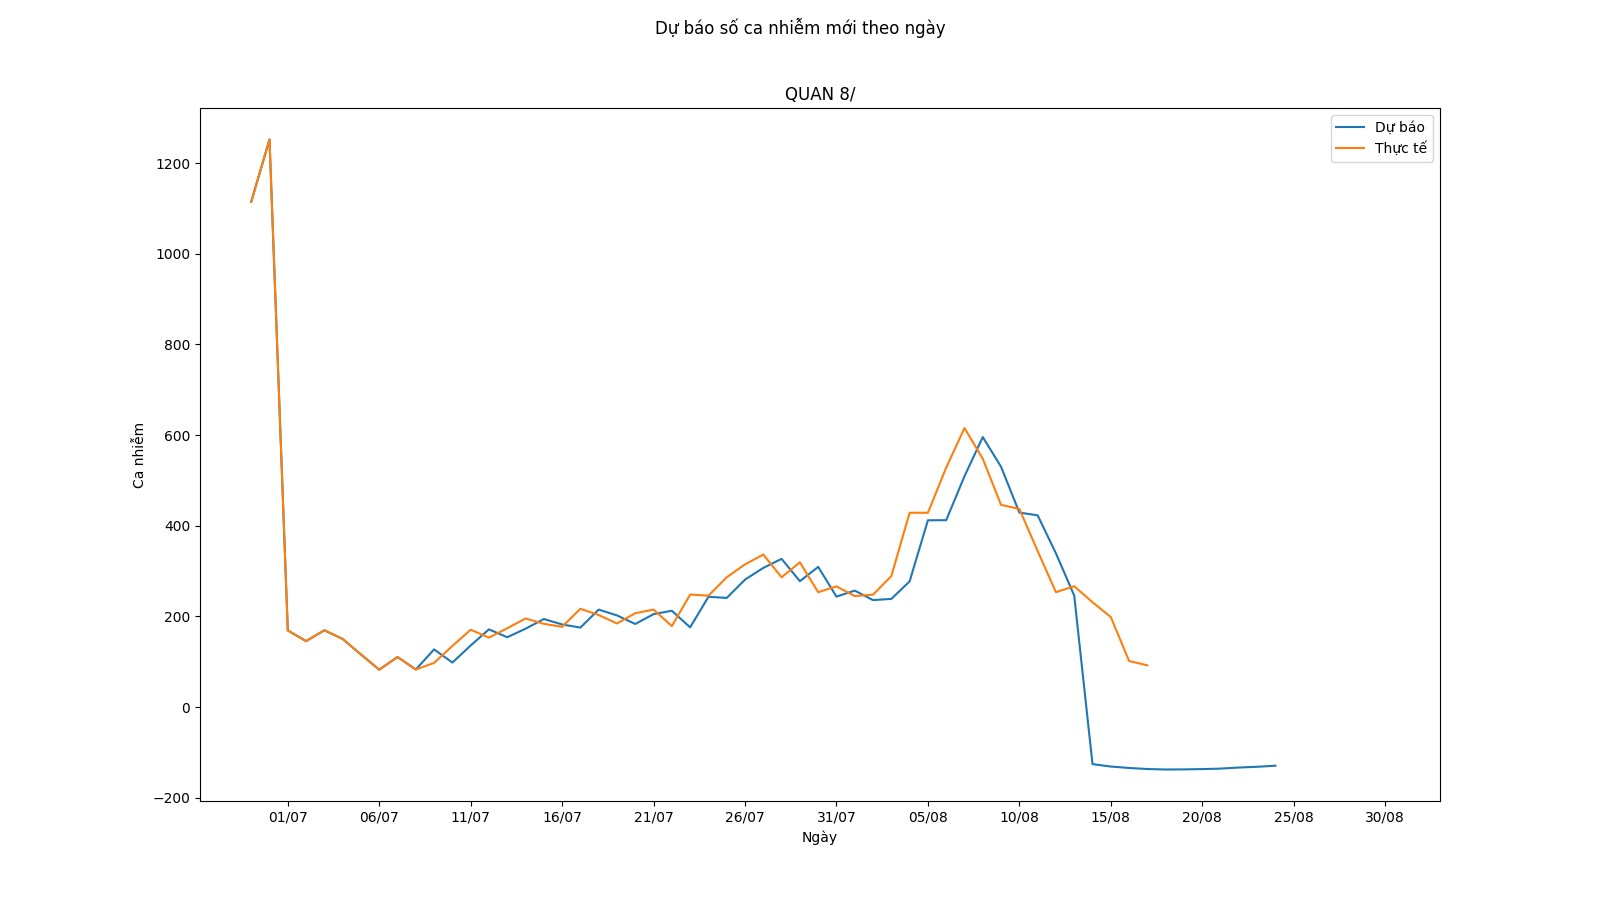 Dự báo số ca nhiễm mới theo ngày
QUAN 8/
Dự báo
Thực tế
1200
1000
800
600
400
200
0
−200
Ca nhiễm
01/07 06/07 11/07 16/07 21/07 26/07 31/07 05/08 10/08 15/08 20/08 25/08 30/08
Ngày